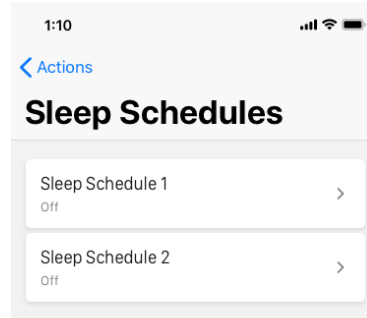 1:10
Actions
Sleep Schedules
Sleep Schedule 1
Off
Sleep Schedule 2
Off